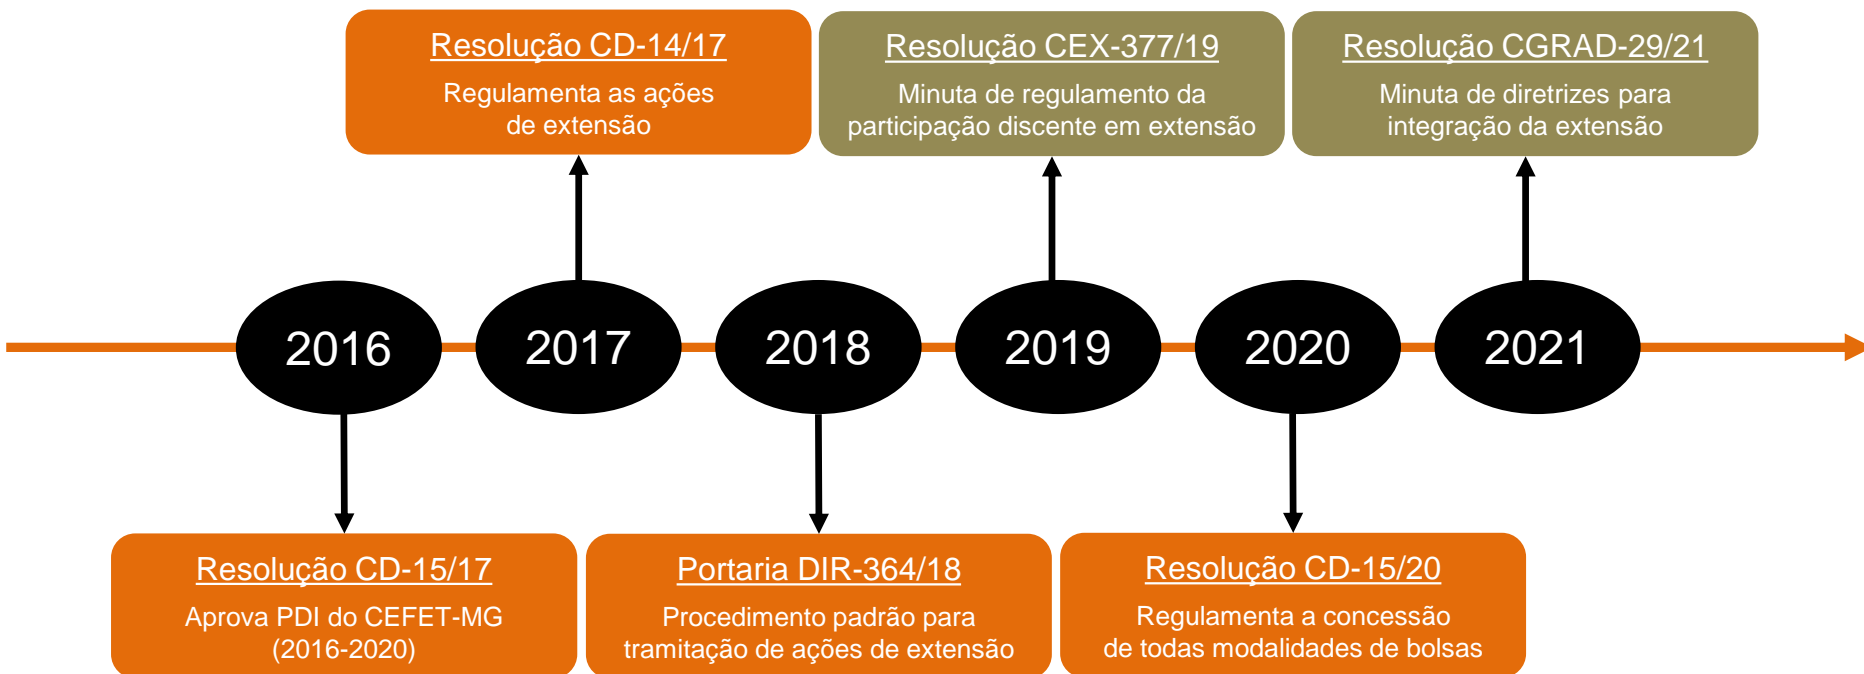 Resolução CD-14/17
Regulamenta as ações
de extensão
Resolução CEX-377/19
Minuta de regulamento da
participação discente em extensão
Resolução CGRAD-29/21
Minuta de diretrizes para
integração da extensão
2016
2017
2018
2019
2020
2021
Resolução CD-15/17
Aprova PDI do CEFET-MG
(2016-2020)
Portaria DIR-364/18
Procedimento padrão para
tramitação de ações de extensão
Resolução CD-15/20
Regulamenta a concessão
de todas modalidades de bolsas